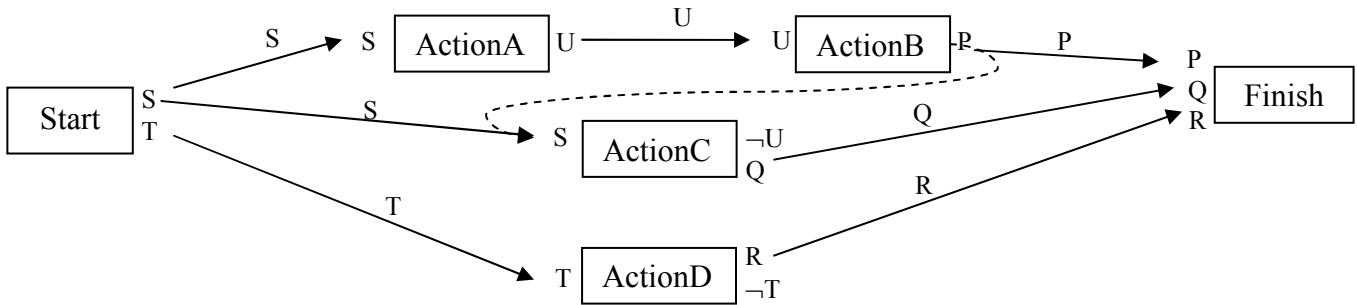 U
S S ActionA U U ActionB P P
P
S Q Finish
Start S Q R
T S ActionC ¬U
Q
T R
T ActionD R
¬T